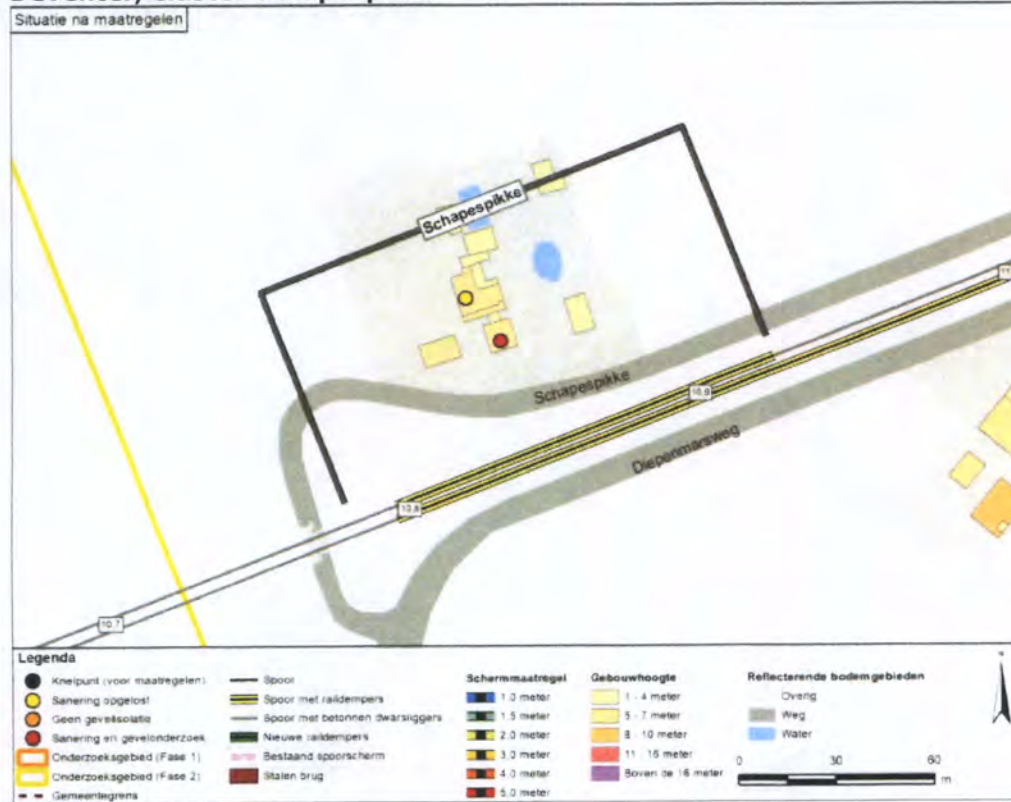 Situatie na maatregelen
Schapespikke
Schapespikke
Diepenmarsweg
11
10,9
10,8
10,7
Legenda
Knelpunt (voor maatregelen)
Sanering opgelost
Geen gevelisolatie
Sanering en gevelonderzoek
Onderzoeksgebied (Fase 1)
Onderzoeksgebied (Fase 2)
Gemeentegrens
Spoor
Spoor met raildempers
Spoor met betonnen dwarsliggers
Nieuwe raildempers
Bestaand spoorscherm
Stalen brug
Schermmaatregel
1.0 meter
1.5 meter
2.0 meter
3.0 meter
4.0 meter
5.0 meter
Gebouwhoogte
1 - 4 meter
5 - 7 meter
8 - 10 meter
11 - 16 meter
Boven de 16 meter
Reflecterende bodemgebieden
Overig
Weg
Water
0 30 60
m